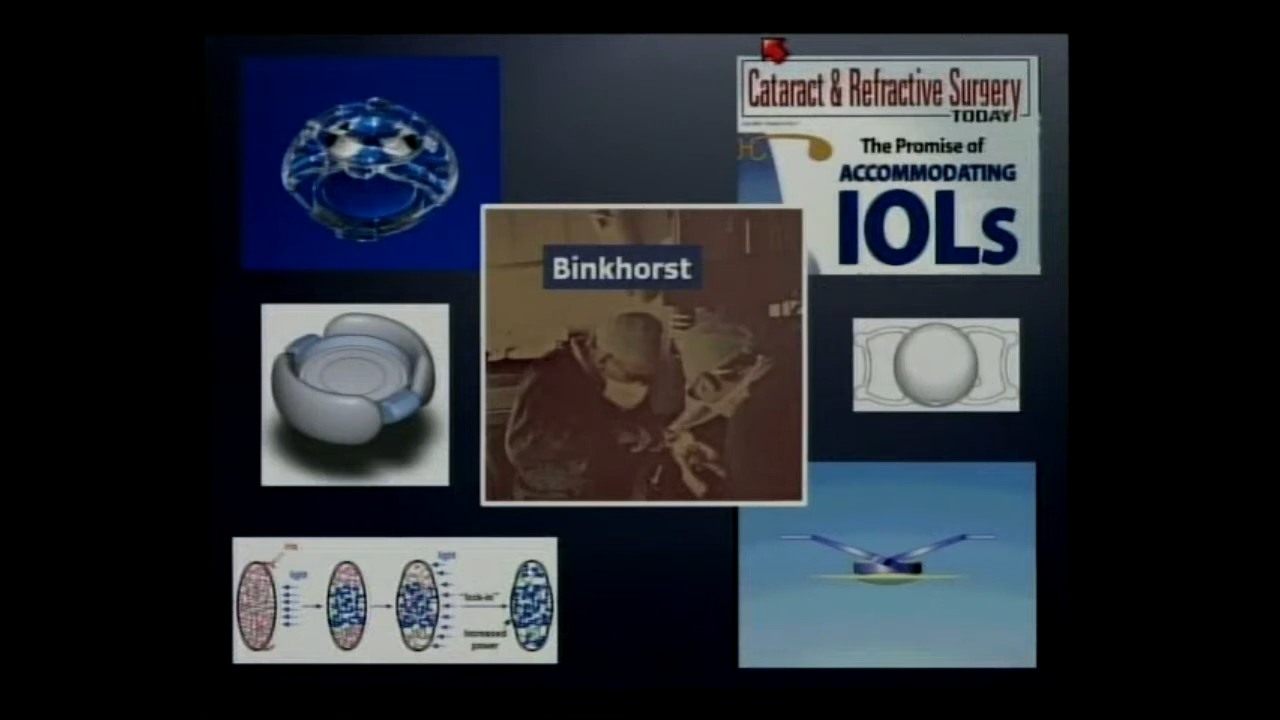 Cataract & Refractive Surgery
TODAY
The Promise of
ACCOMMODATING
IOLs
Binkhorst
light
light
"lock-in"
Increased
power